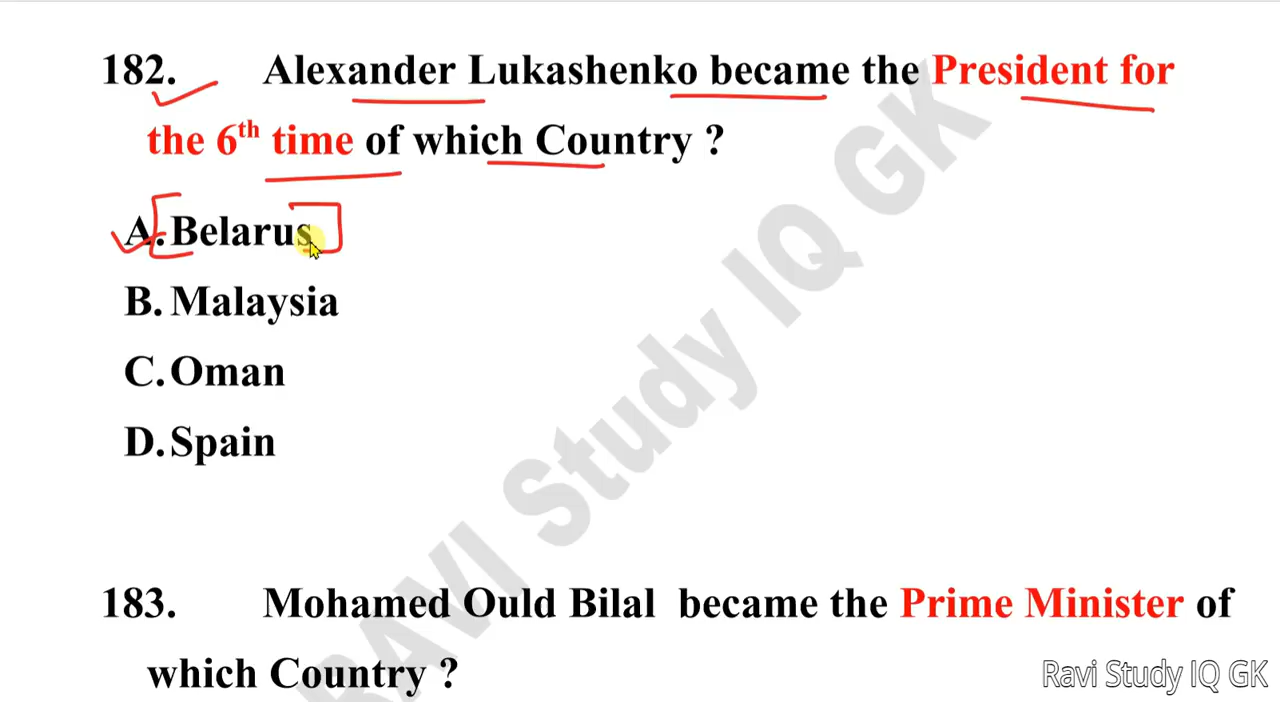 182. Alexander Lukashenko became the President for
the 6th time of which Country ?
A. Belarus
B. Malaysia
C. Oman
D. Spain
RAVI Study IQ GK
183. Mohamed Ould Bilal became the Prime Minister of
which Country ?
Ravi Study IQ GK